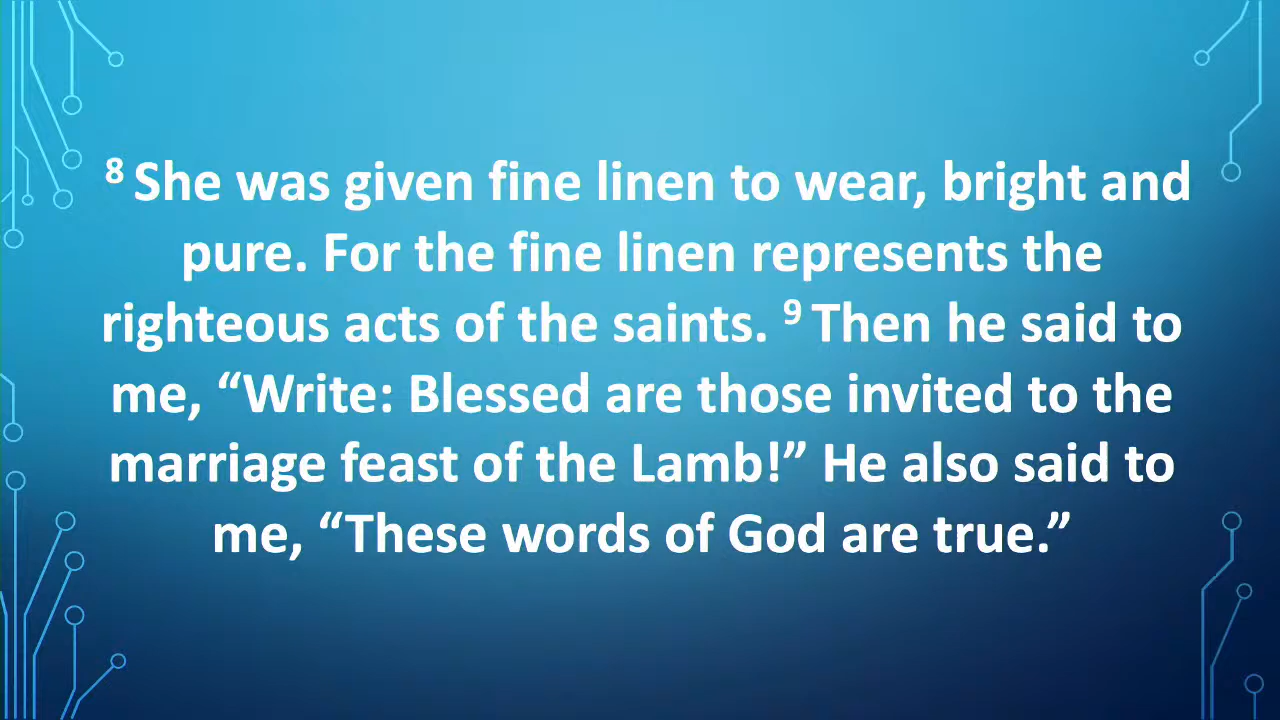 ⁸ She was given fine linen to wear, bright and
pure. For the fine linen represents the
righteous acts of the saints. ⁹ Then he said to
me, “Write: Blessed are those invited to the
marriage feast of the Lamb!” He also said to
me, “These words of God are true.”